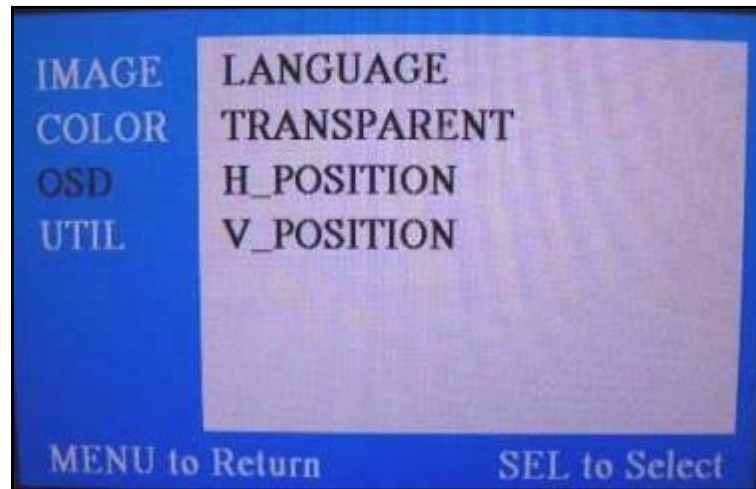 IMAGE LANGUAGE
COLOR TRANSPARENT
OSD H_POSITION
UTIL V_POSITION
MENU to Return SEL to Select